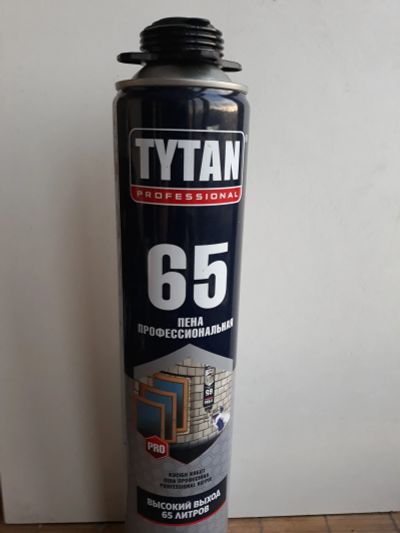 TYTAN
PROFESSIONAL
65
ПЕНА
ПРОФЕССИОНАЛЬНАЯ
PRO
ВЫСОКИЙ ВЫХОД
65 ЛИТРОВ